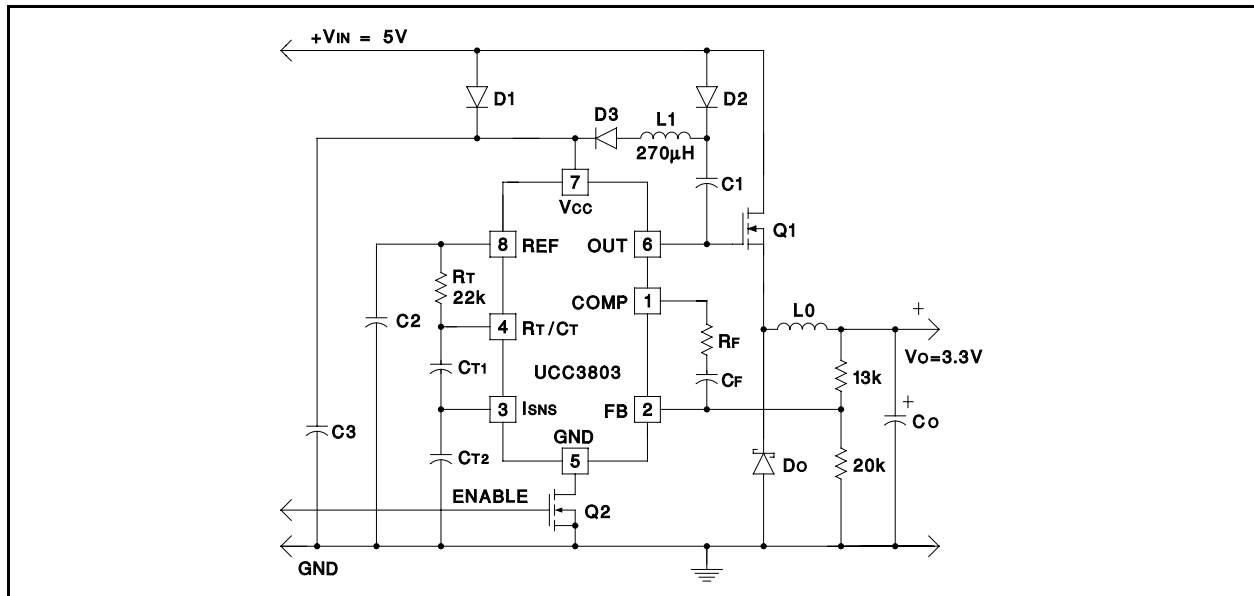 +VIN = 5V
D1
D2
D3
L1
270μH
C1
7
VCC
Q1
8
REF
OUT
6
RT
22k
COMP
1
L0
+
C2
4
RT/CT
RF
VO=3.3V
CT1
UCC3803
CF
13k
+
3
ISNS
FB
2
CO
C3
GND
CT2
5
DO
20k
ENABLE
Q2
GND